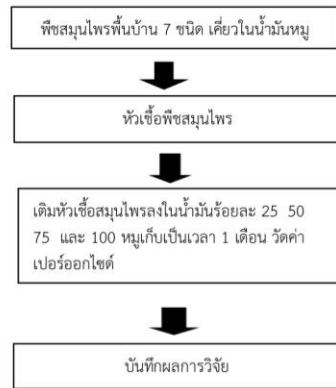 พืชสมุนไพรพื้นบ้าน 7 ชนิด เคี่ยวในน้ำมันหมู
หัวเชื้อพืชสมุนไพร
เติมหัวเชื้อสมุนไพรลงในน้ำมันร้อยละ 25 50
75 และ 100 หมูเก็บเป็นเวลา 1 เดือน วัดค่า
เปอร์ออกไซด์
บันทึกผลการวิจัย